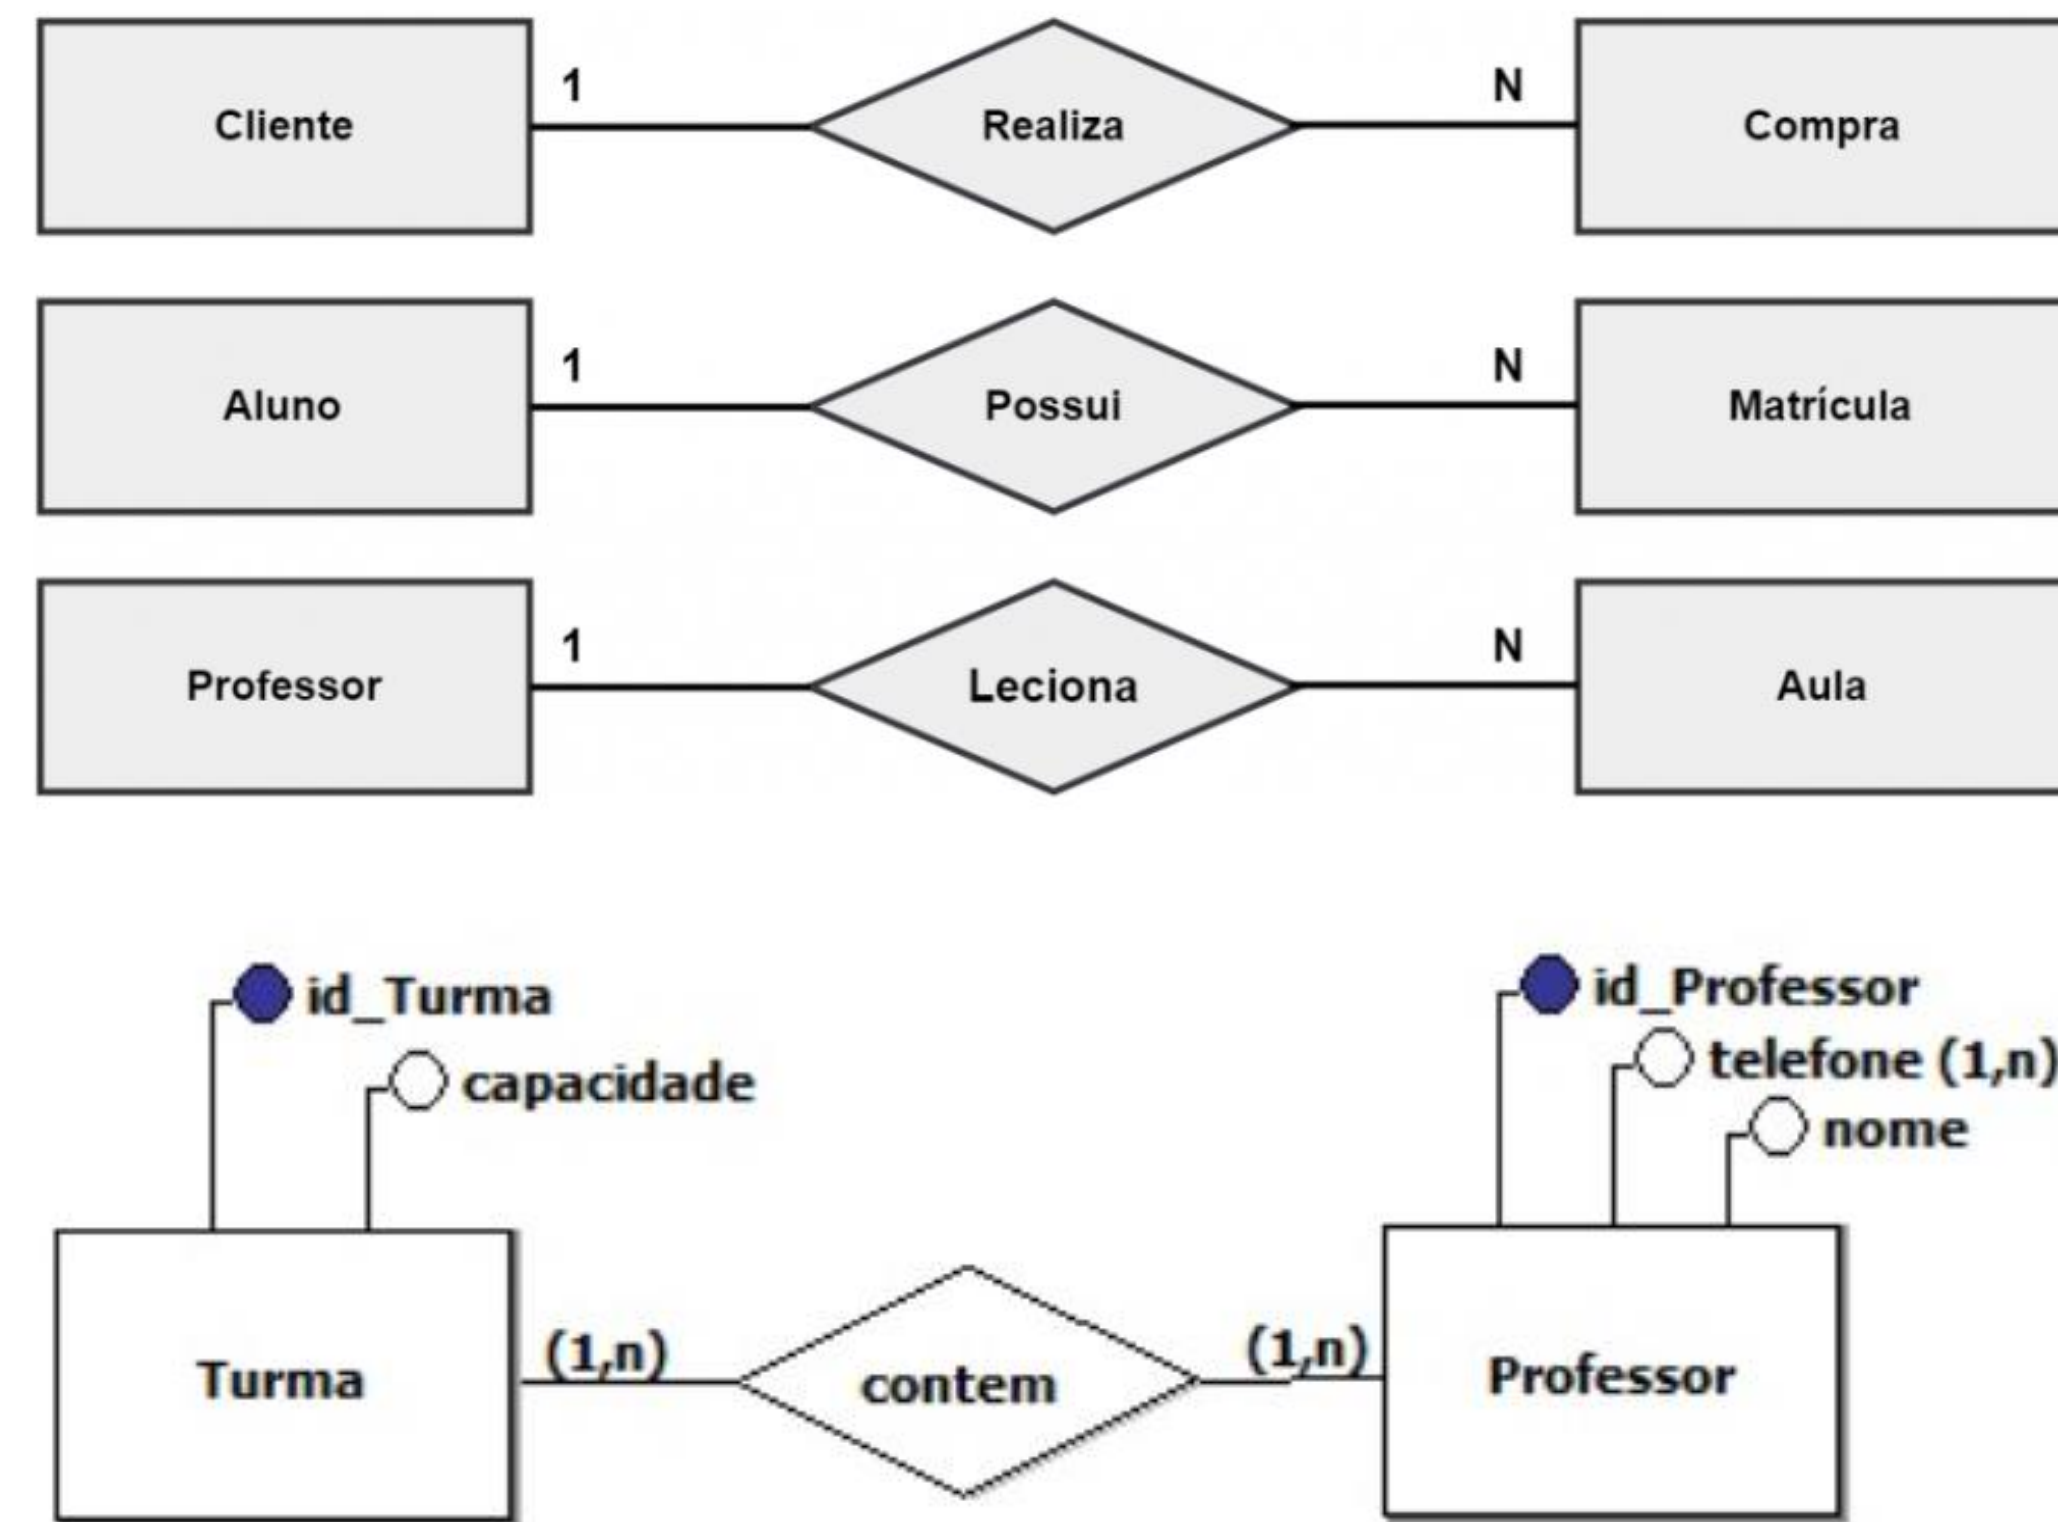 1 N
Cliente Realiza Compra
1 N
Aluno Possui Matrícula
1 N
Professor Leciona Aula
id_Turma id_Professor
capacidade telefone (1,n)
nome
(1,n) (1,n)
Turma contem Professor